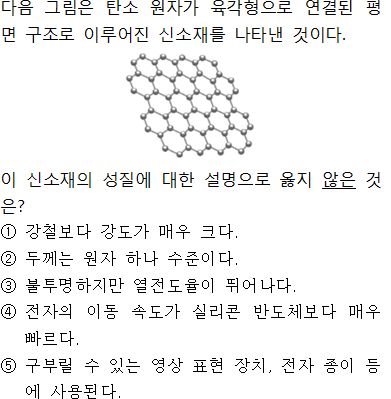 다음 그림은 탄소 원자가 육각형으로 연결된 평
면 구조로 이루어진 신소재를 나타낸 것이다.
이 신소재의 성질에 대한 설명으로 옳지 않은 것
은?
① 강철보다 강도가 매우 크다.
② 두께는 원자 하나 수준이다.
③ 불투명하지만 열전도율이 뛰어나다.
④ 전자의 이동 속도가 실리콘 반도체보다 매우
빠르다.
⑤ 구부릴 수 있는 영상 표현 장치, 전자 종이 등
에 사용된다.